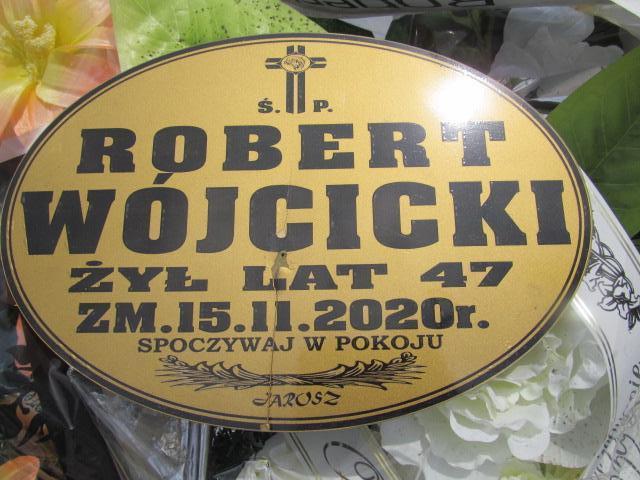 Ś. P.
ROBERT
WÓJCICKI
ŻYŁ LAT 47
ZM.15.11.2020r.
SPOCZYWAJ W POKOJU
JAROSZ